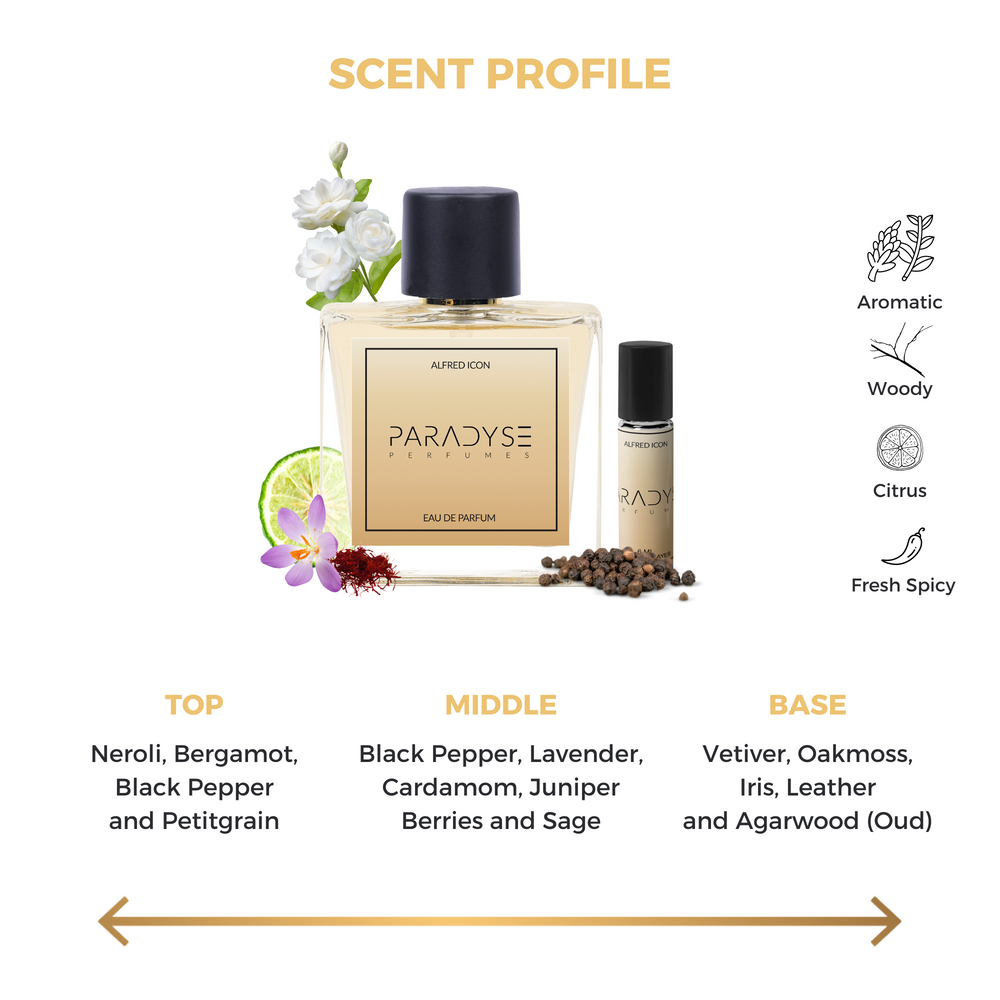 SCENT PROFILE
ALFRED ICON
PARADYSE
PERFUMES
EAU DE PARFUM
ALFRED ICON
Aromatic
Woody
Citrus
Fresh Spicy
TOP
Neroli, Bergamot,
Black Pepper
and Petitgrain
MIDDLE
Black Pepper, Lavender,
Cardamom, Juniper
Berries and Sage
BASE
Vetiver, Oakmoss,
Iris, Leather
and Agarwood (Oud)